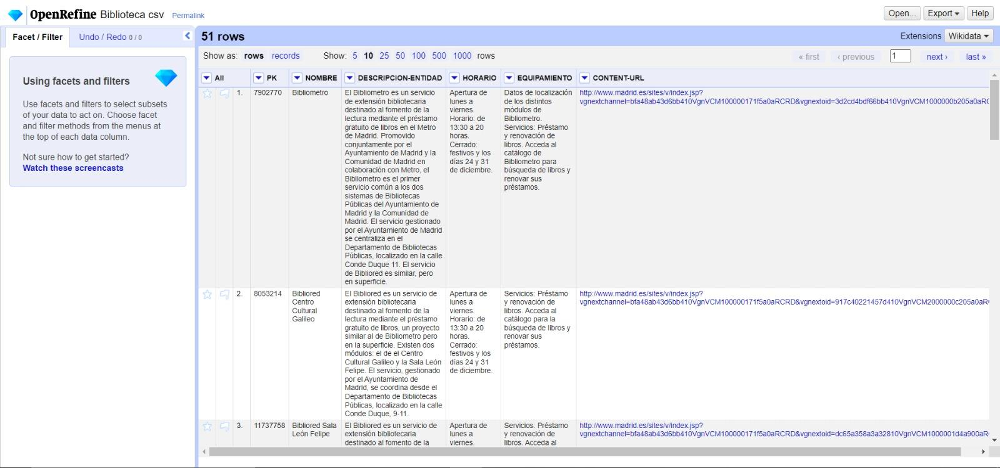 OpenRefine Biblioteca csv Permalink
Open... Export Help
Facet / Filter Undo / Redo 0 / 0
51 rows
Extensions Wikidata
Show as: rows records Show: 5 10 25 50 100 500 1000 rows
« first ‹ previous 1 next › last »
Using facets and filters
Use facets and filters to select subsets
of your data to act on. Choose facet
and filter methods from the menus at
the top of each data column.
Not sure how to get started?
Watch these screencasts
All PK NOMBRE DESCRIPCION-ENTIDAD HORARIO EQUIPAMIENTO CONTENT-URL
1.
7902770
Bibliometro
El Bibliometro es un servicio
de extensión bibliotecaria
destinado al fomento de la
lectura mediante el préstamo
gratuito de libros en el Metro
de Madrid. Promovido
conjuntamente por el
Ayuntamiento de Madrid y la
Comunidad de Madrid en
colaboración con Metro, el
Bibliometro es el primer
servicio común a los dos
sistemas de Bibliotecas
Públicas del Ayuntamiento de
Madrid y la Comunidad de
Madrid. El servicio gestionado
por el Ayuntamiento de Madrid
se centraliza en el
Departamento de Bibliotecas
Públicas, localizado en la calle
Conde Duque 11. El servicio
de Bibliored es similar, pero
en superficie.
Apertura de
lunes a
viernes.
Horario: de
13:30 a 20
horas.
Cerrado:
festivos y los
días 24 y 31
de diciembre.
Datos de localización
de los distintos
módulos de
Bibliometro.
Servicios: Préstamo
y renovación de
libros. Acceda al
catálogo de
Bibliometro para
búsqueda de libros y
renovar sus
préstamos.
http://www.madrid.es/sites/v/index.jsp?
vgnextchannel=bfa48ab43d6bb410VgnVCM100000171f5a0aRCRD&vgnextoid=3d2cd4bdf66bb410VgnVCM1000000b205a0aRC
2.
8053214
Bibliored
Centro
Cultural
Galileo
El Bibliored es un servicio de
extensión bibliotecaria
destinado al fomento de la
lectura mediante el préstamo
gratuito de libros, un proyecto
similar al de Bibliometro pero
en la superficie. Existen dos
módulos: el de el Centro
Cultural Galileo y la Sala León
Felipe. El servicio, gestionado
por el Ayuntamiento de
Madrid, se coordina desde el
Departamento de Bibliotecas
Públicas, localizado en la calle
Conde Duque, 9-11.
Apertura de
lunes a
viernes.
Horario: de
13:30 a 20
horas.
Cerrado:
festivos y los
días 24 y 31
de diciembre.
Servicios: Préstamo
y renovación de
libros. Acceda al
catálogo para la
búsqueda de libros y
renovar sus
préstamos.
http://www.madrid.es/sites/v/index.jsp?
vgnextchannel=bfa48ab43d6bb410VgnVCM100000171f5a0aRCRD&vgnextoid=917c40221457d410VgnVCM2000000c205a0aR
3.
11737758
Bibliored Sala
León Felipe
El Bibliored es un servicio de
extensión bibliotecaria
destinado al fomento de la
Apertura de
lunes a
viernes.
Servicios: Préstamo
y renovación de
libros. Acceda al
http://www.madrid.es/sites/v/index.jsp?
vgnextchannel=bfa48ab43d6bb410VgnVCM100000171f5a0aRCRD&vgnextoid=dc65a358a3a32810VgnVCM1000001d4a900aR